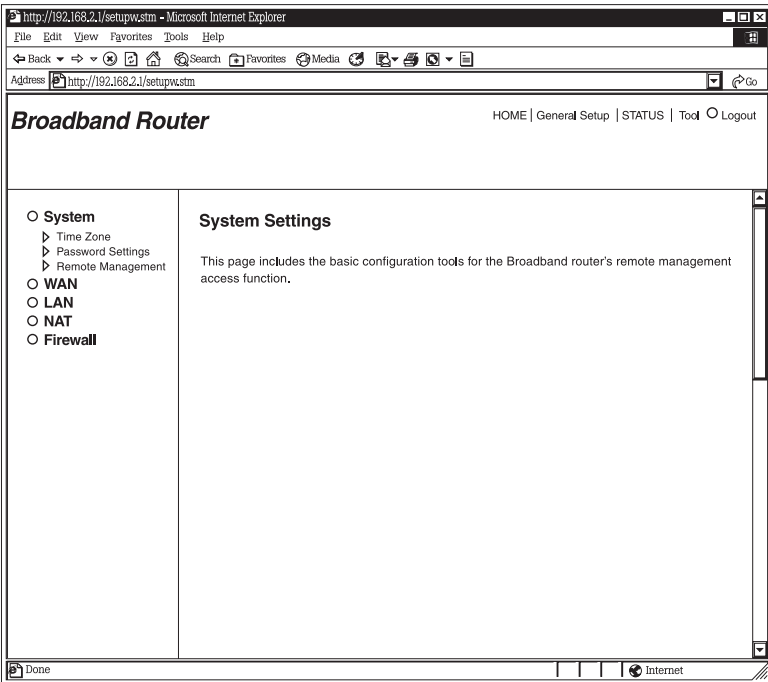 http://192.168.2.1/setupw.stm - Microsoft Internet Explorer
File Edit View Favorites Tools Help
Back Search Favorites Media
Address http://192.168.2.1/setupw.stm Go
Broadband Router
HOME | General Setup | STATUS | Tool Logout
System
Time Zone
Password Settings
Remote Management
WAN
LAN
NAT
Firewall
System Settings
This page includes the basic configuration tools for the Broadband router's remote management
access function.
Done Internet